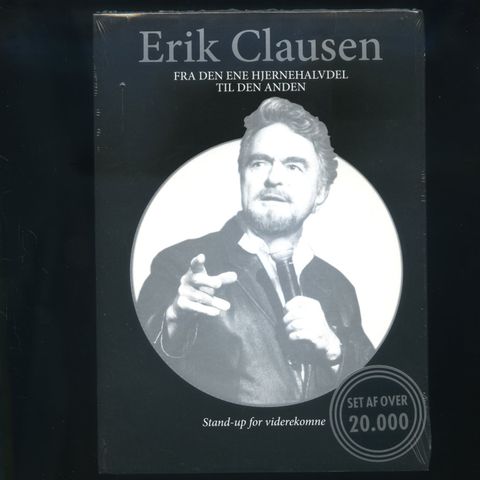 Erik Clausen
FRA DEN ENE HJERNEHALVDEL
TIL DEN ANDEN
Stand-up for viderekomne
SET AF OVER
20.000